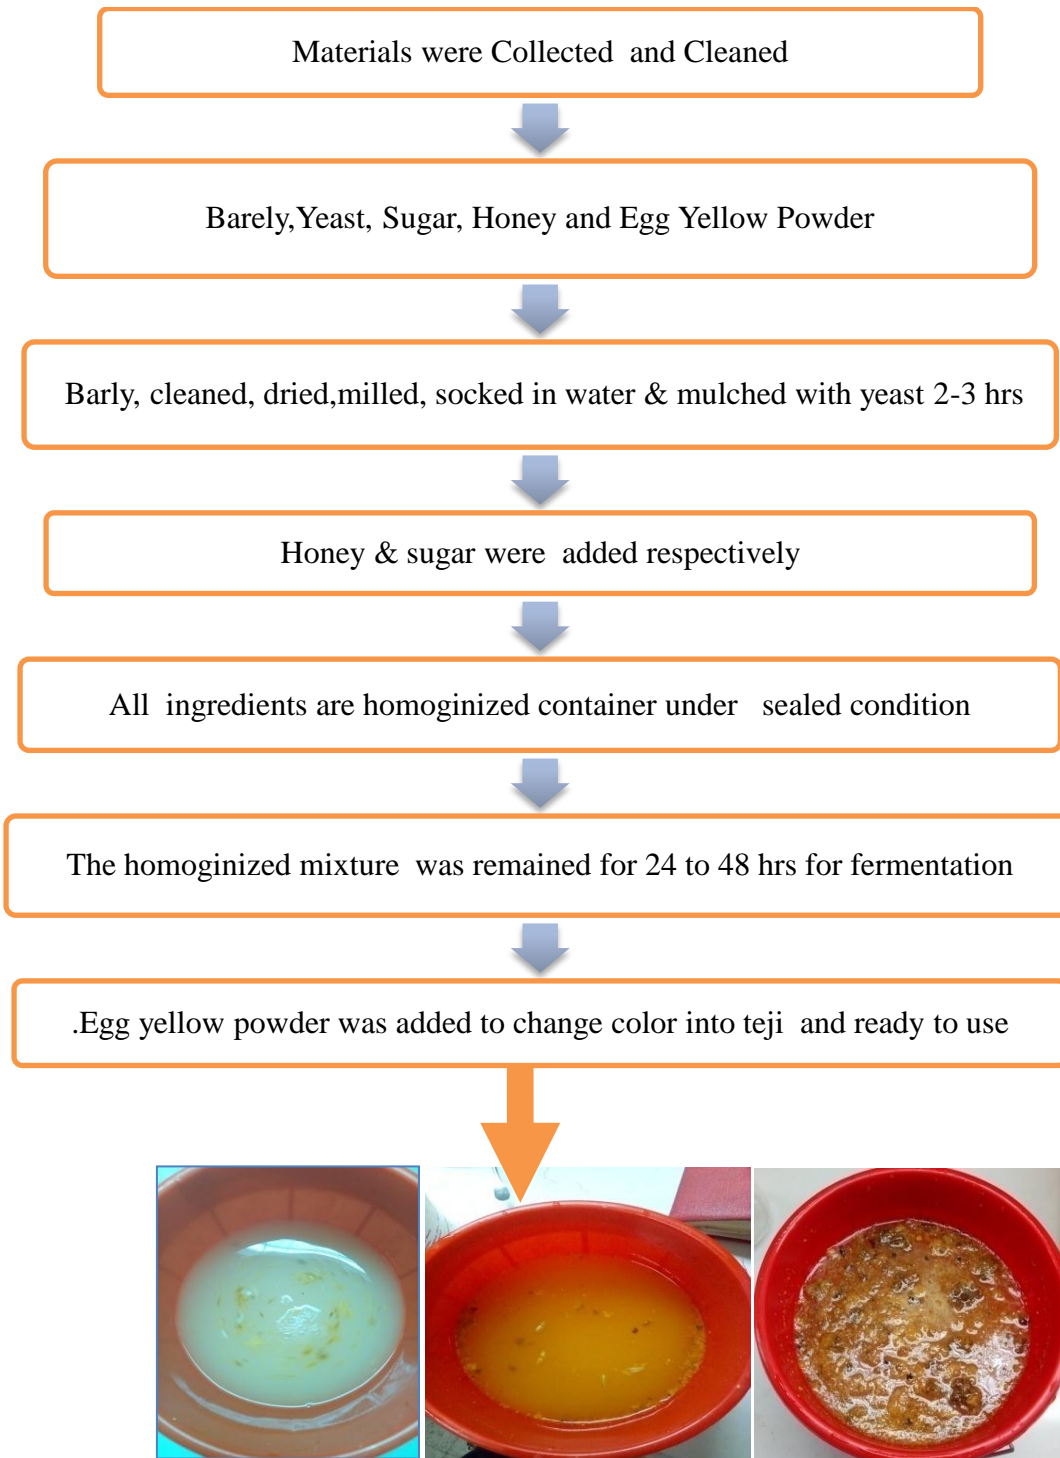 Materials were Collected and Cleaned
Barely,Yeast, Sugar, Honey and Egg Yellow Powder
Barly, cleaned, dried,milled, socked in water & mulched with yeast 2-3 hrs
Honey & sugar were added respectively
All ingredients are homoginized container under sealed condition
The homoginized mixture was remained for 24 to 48 hrs for fermentation
.Egg yellow powder was added to change color into teji and ready to use